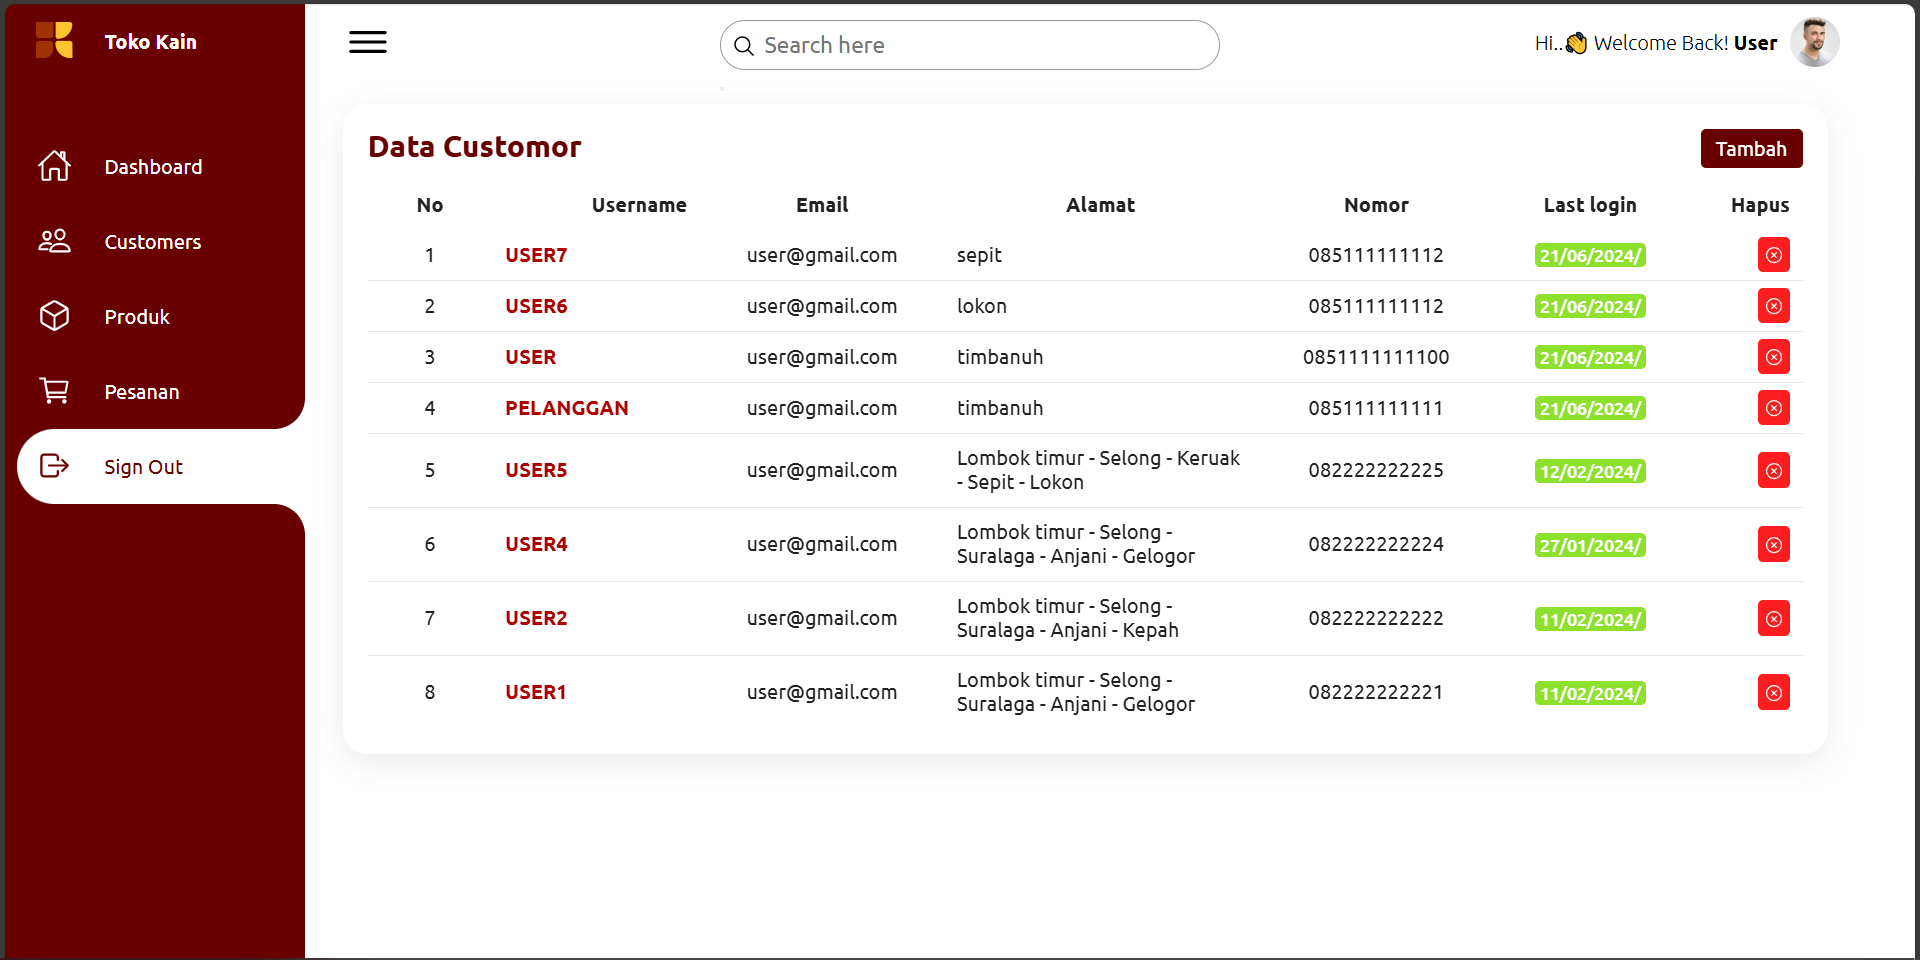 Toko Kain
Search here
Hi..👋 Welcome Back! User
Dashboard
Customers
Produk
Pesanan
Sign Out
Data Customor
Tambah
No Username Email Alamat Nomor Last login Hapus
1 USER7 user@gmail.com sepit 085111111112 21/06/2024/
2 USER6 user@gmail.com lokon 085111111112 21/06/2024/
3 USER user@gmail.com timbanuh 0851111111100 21/06/2024/
4 PELANGGAN user@gmail.com timbanuh 085111111111 21/06/2024/
5 USER5 user@gmail.com Lombok timur - Selong - Keruak 082222222225 12/02/2024/
- Sepit - Lokon
6 USER4 user@gmail.com Lombok timur - Selong - 082222222224 27/01/2024/
Suralaga - Anjani - Gelogor
7 USER2 user@gmail.com Lombok timur - Selong - 082222222222 11/02/2024/
Suralaga - Anjani - Kepah
8 USER1 user@gmail.com Lombok timur - Selong - 082222222221 11/02/2024/
Suralaga - Anjani - Gelogor